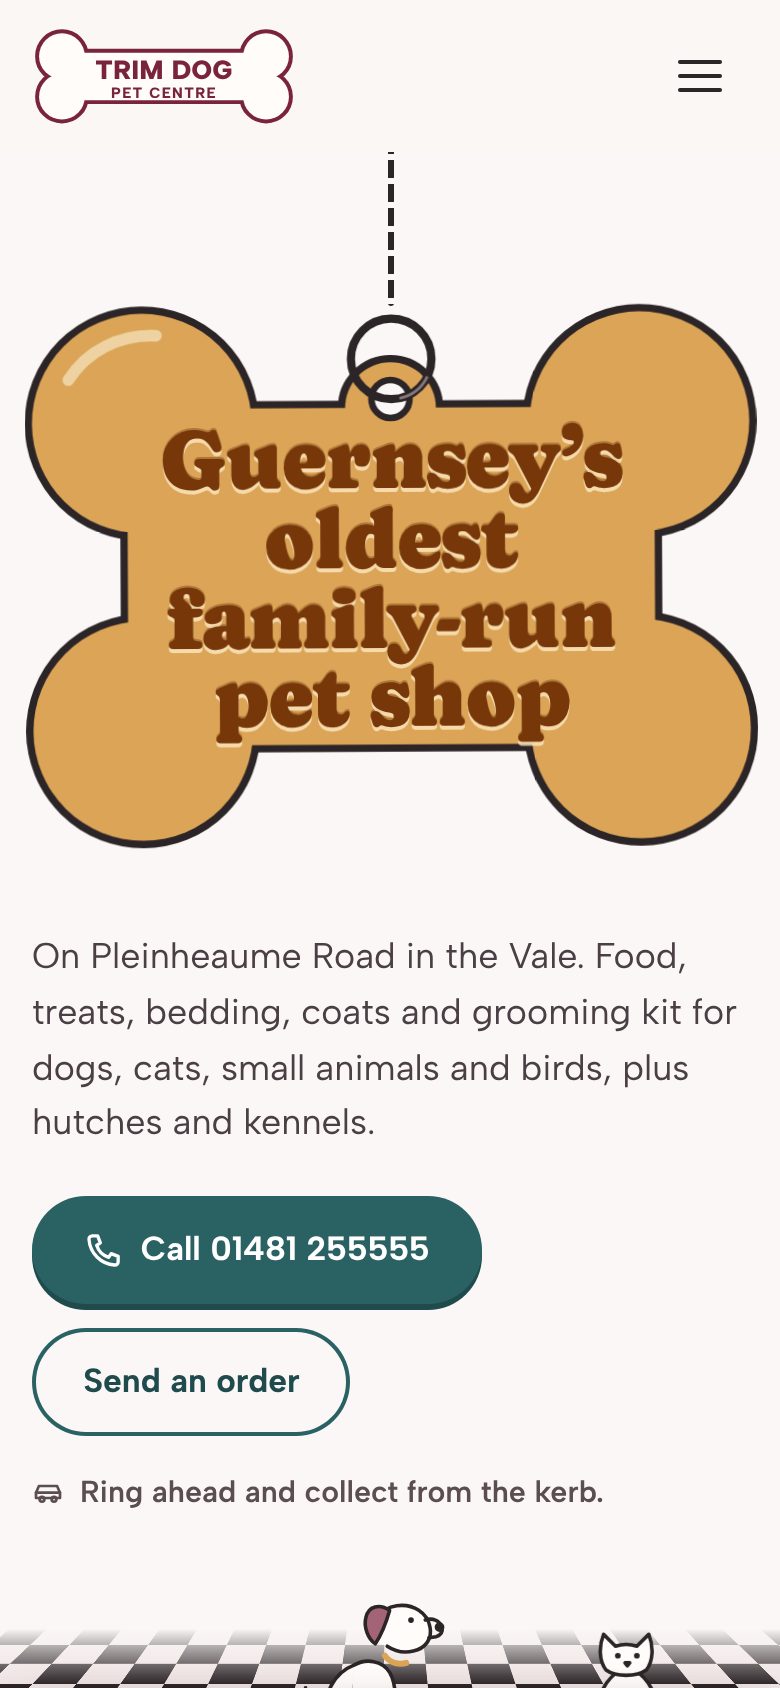 TRIM DOG
PET CENTRE
Guernsey’s
oldest
family-run
pet shop
On Pleinheaume Road in the Vale. Food,
treats, bedding, coats and grooming kit for
dogs, cats, small animals and birds, plus
hutches and kennels.
Call 01481 255555
Send an order
Ring ahead and collect from the kerb.